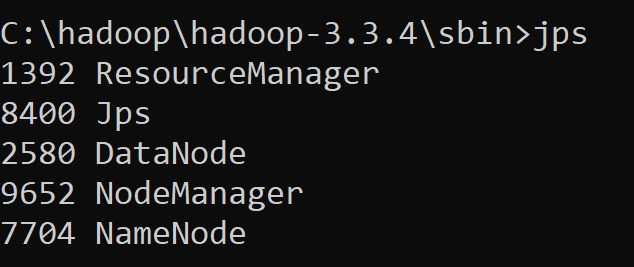 C:\hadoop\hadoop-3.3.4\sbin>jps
1392 ResourceManager
8400 Jps
2580 DataNode
9652 NodeManager
7704 NameNode